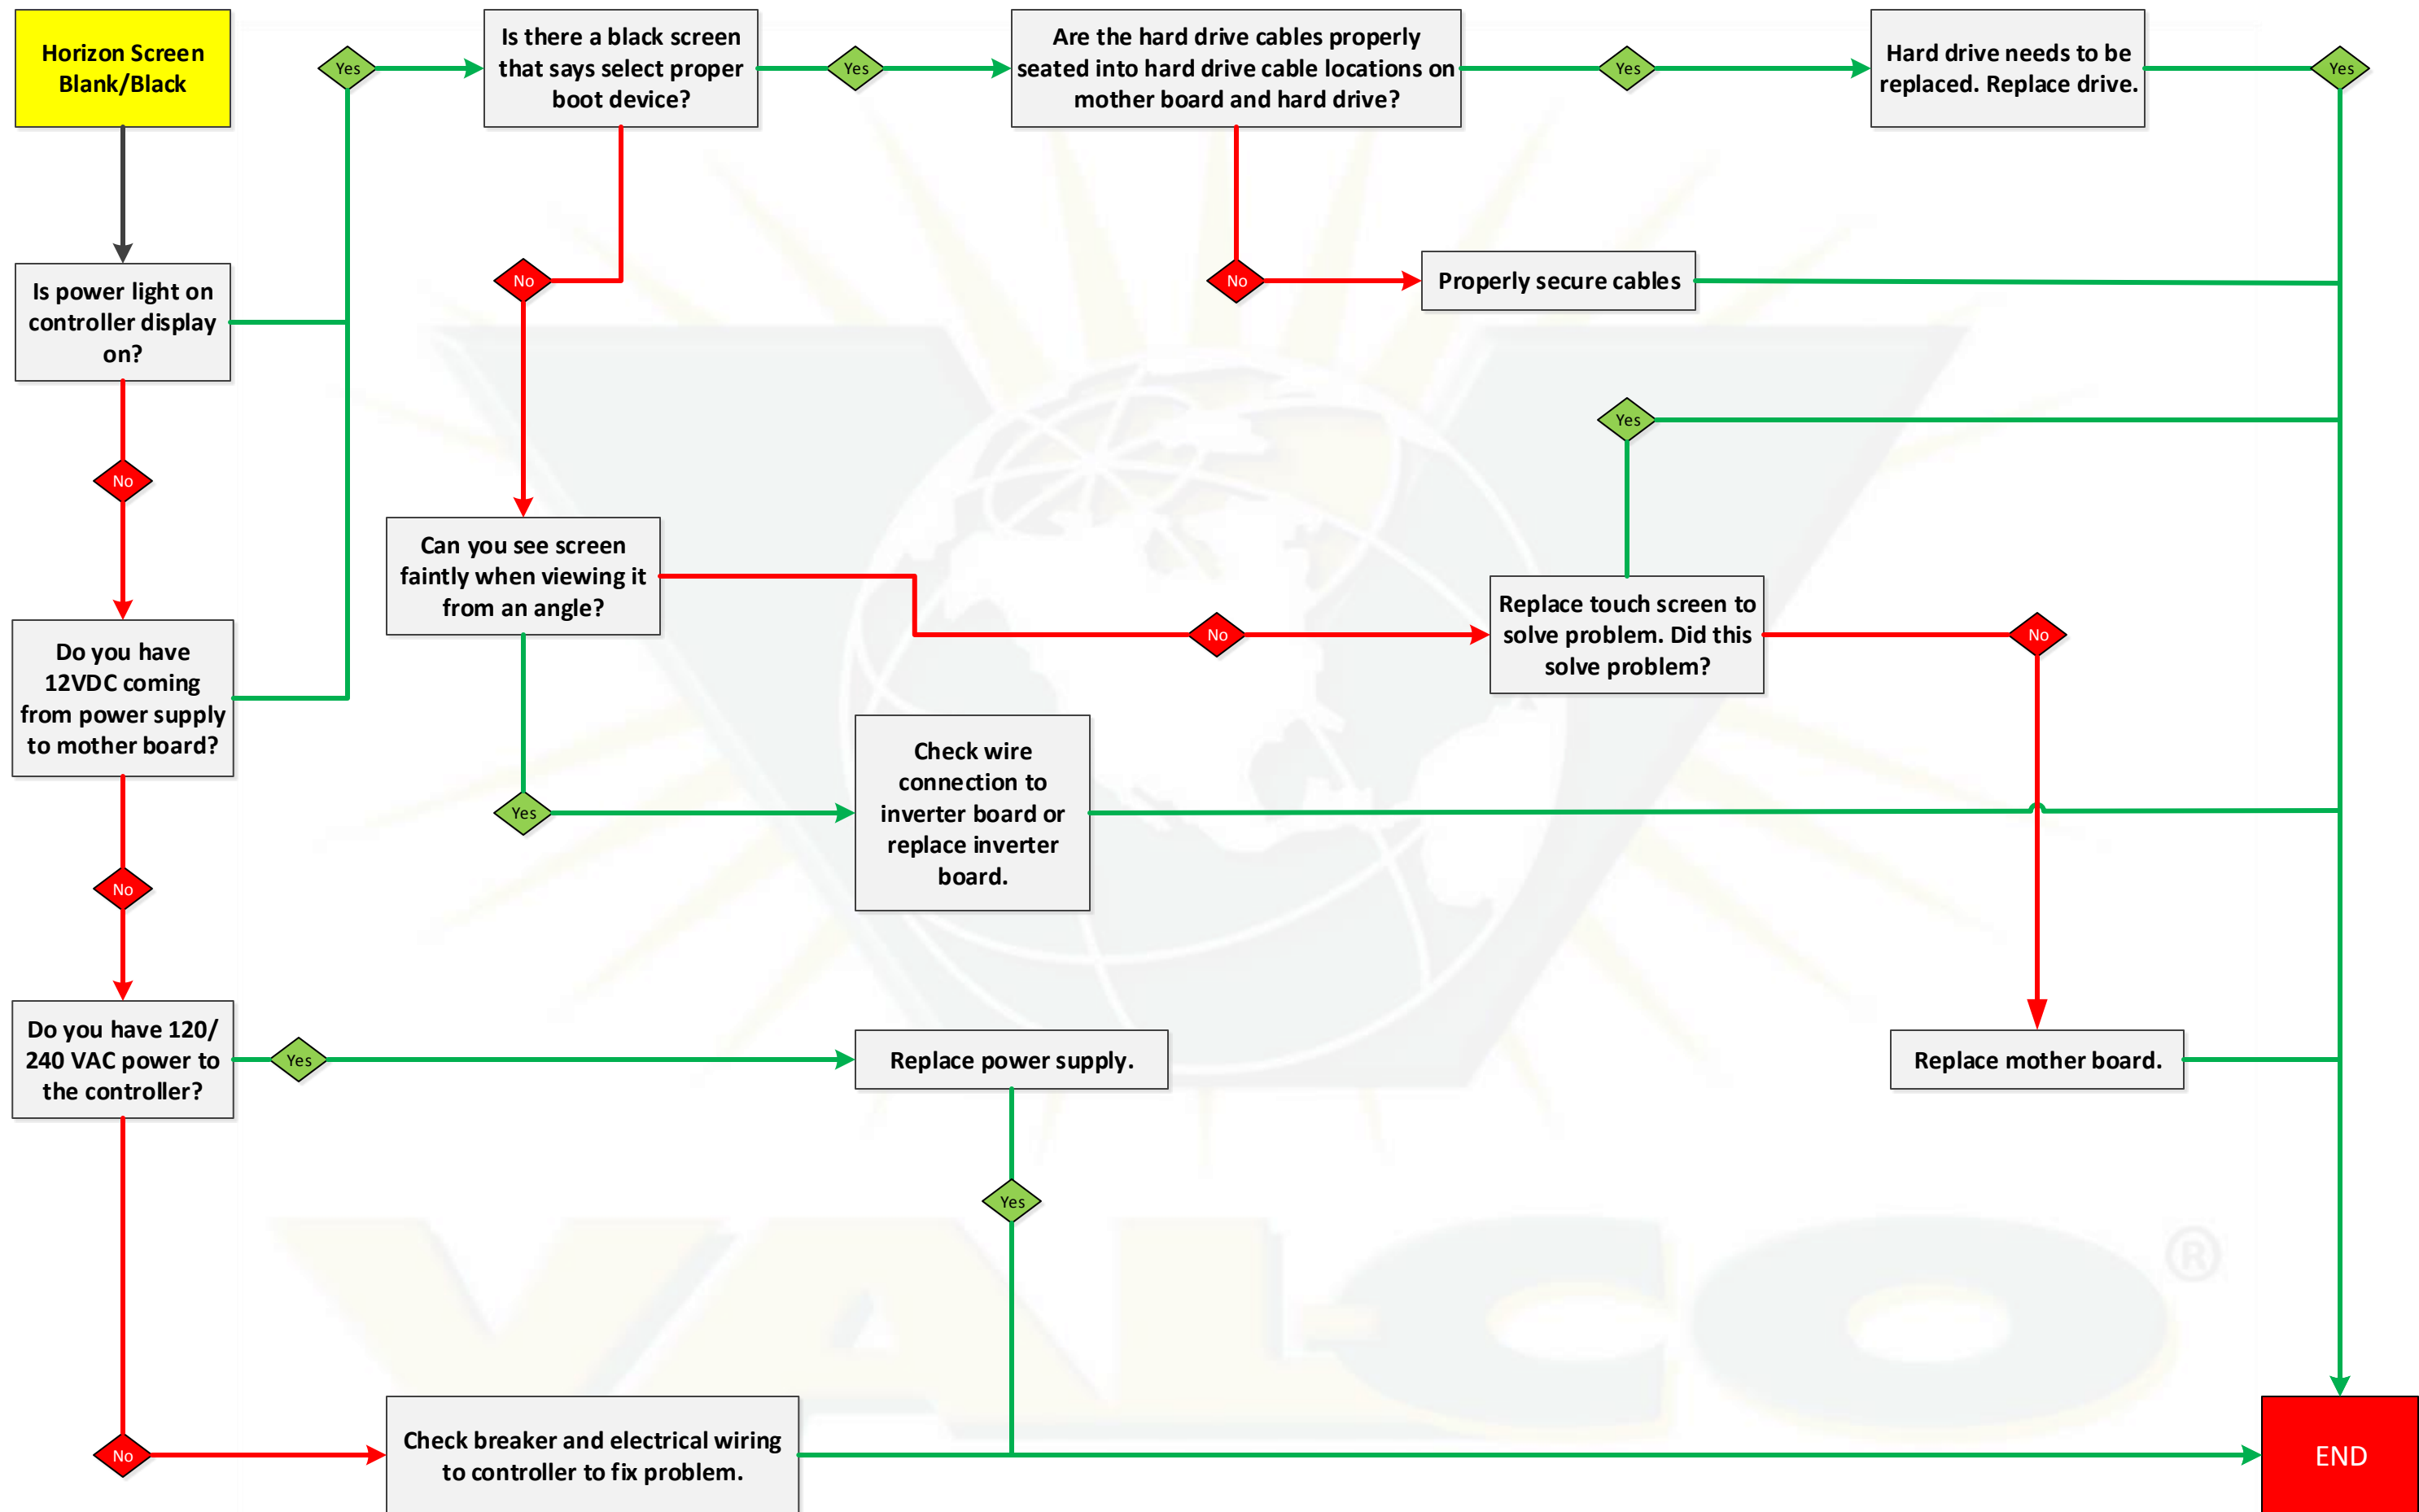 Horizon Screen
Blank/Black
Yes
Is there a black screen
that says select proper
boot device?
Yes
Are the hard drive cables properly
seated into hard drive cable locations on
mother board and hard drive?
Yes
Hard drive needs to be
replaced. Replace drive.
Yes
Is power light on
controller display
on?
No
No
Properly secure cables
Yes
No
Can you see screen
faintly when viewing it
from an angle?
No
Replace touch screen to
solve problem. Did this
solve problem?
No
Do you have
12VDC coming
from power supply
to mother board?
Yes
Check wire
connection to
inverter board or
replace inverter
board.
No
Do you have 120/
240 VAC power to
the controller?
Yes
Replace power supply.
Replace mother board.
Yes
VAL-CO®
No
Check breaker and electrical wiring
to controller to fix problem.
END